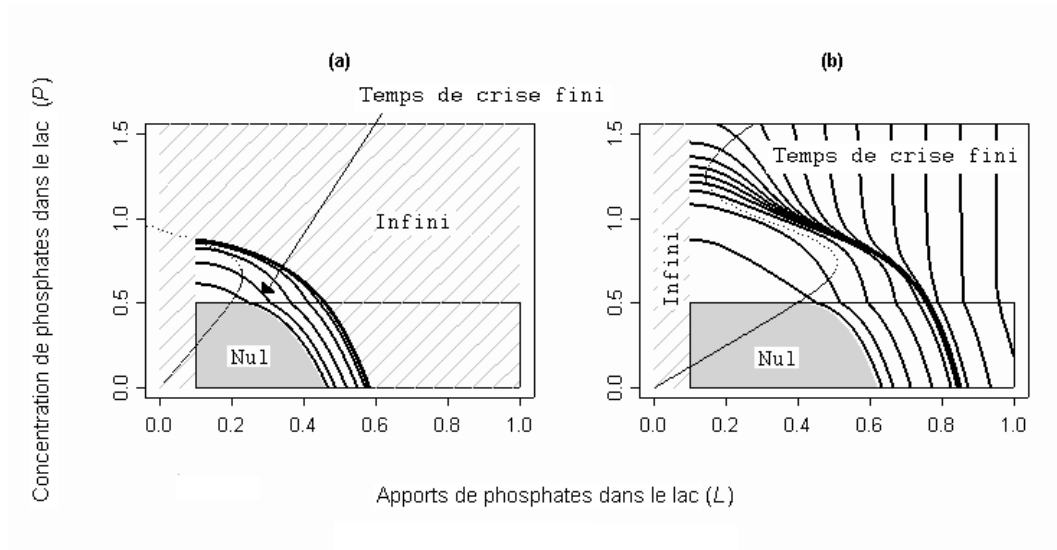 (a)
(b)
Temps de crise fini
Concentration de phosphates dans le lac (P)
1.5
1.0
0.5
0.0
Infini
Nul
0.0 0.2 0.4 0.6 0.8 1.0
1.5
1.0
0.5
0.0
Temps de crise fini
Infini
Nul
0.0 0.2 0.4 0.6 0.8 1.0
Apports de phosphates dans le lac (L)